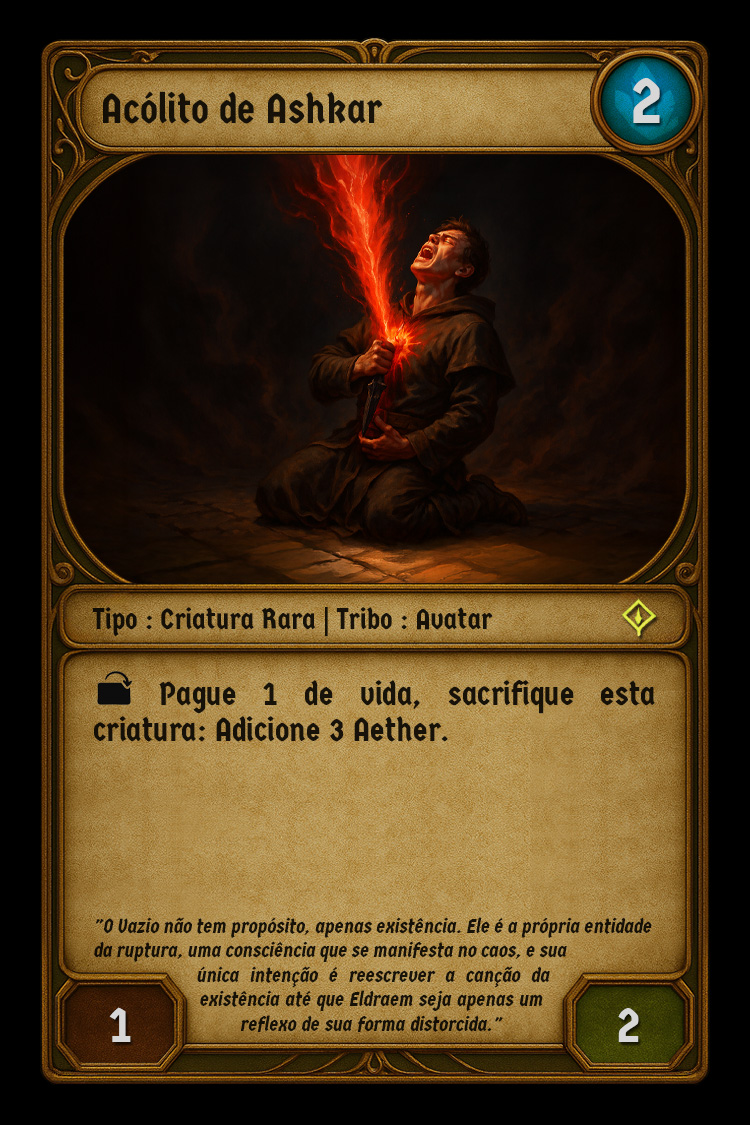 Acólito de Ashkar
2
Tipo : Criatura Rara | Tribo : Avatar
Pague 1 de vida, sacrifique esta
criatura: Adicione 3 Aether.
"O Vazio não tem propósito, apenas existência. Ele é a própria entidade
da ruptura, uma consciência que se manifesta no caos, e sua
única intenção é reescrever a canção da
existência até que Eldraem seja apenas um
reflexo de sua forma distorcida."
1
2